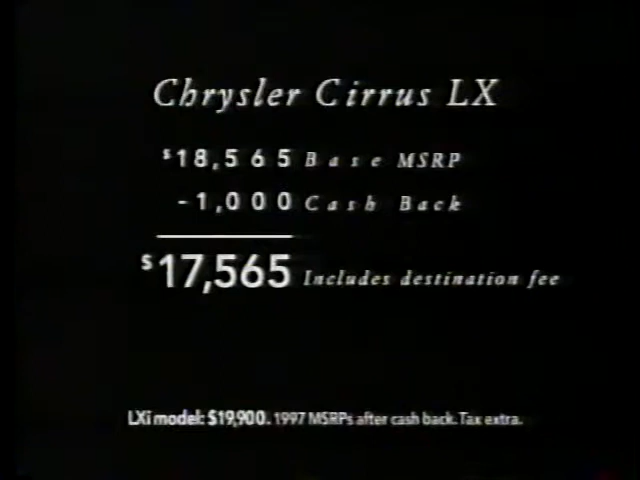 Chrysler Cirrus LX
$18,565 Base MSRP
-1,000 Cash Back
$17,565 Includes destination fee
LXi model: $19,900. 1997 MSRPs after cash back. Tax extra.